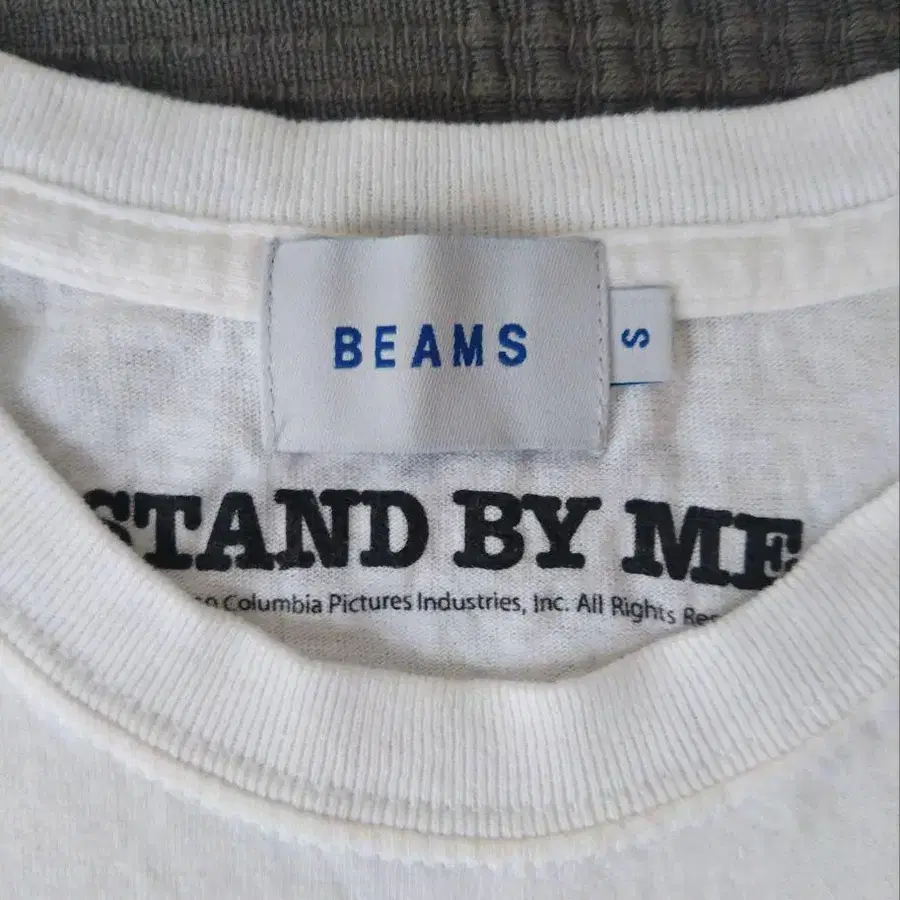 BEAMS
S
STAND BY ME
Columbia Pictures Industries, Inc. All Rights